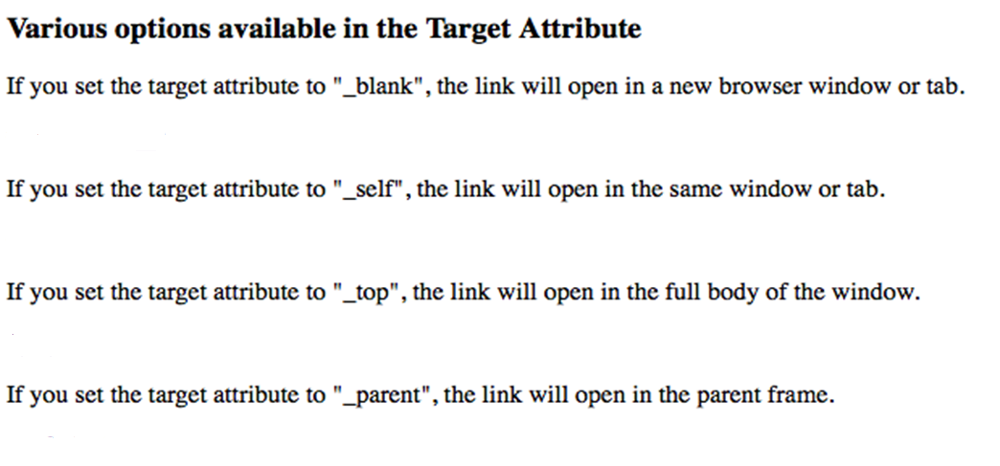 Various options available in the Target Attribute
If you set the target attribute to "_blank", the link will open in a new browser window or tab.
If you set the target attribute to "_self", the link will open in the same window or tab.
If you set the target attribute to "_top", the link will open in the full body of the window.
If you set the target attribute to "_parent", the link will open in the parent frame.